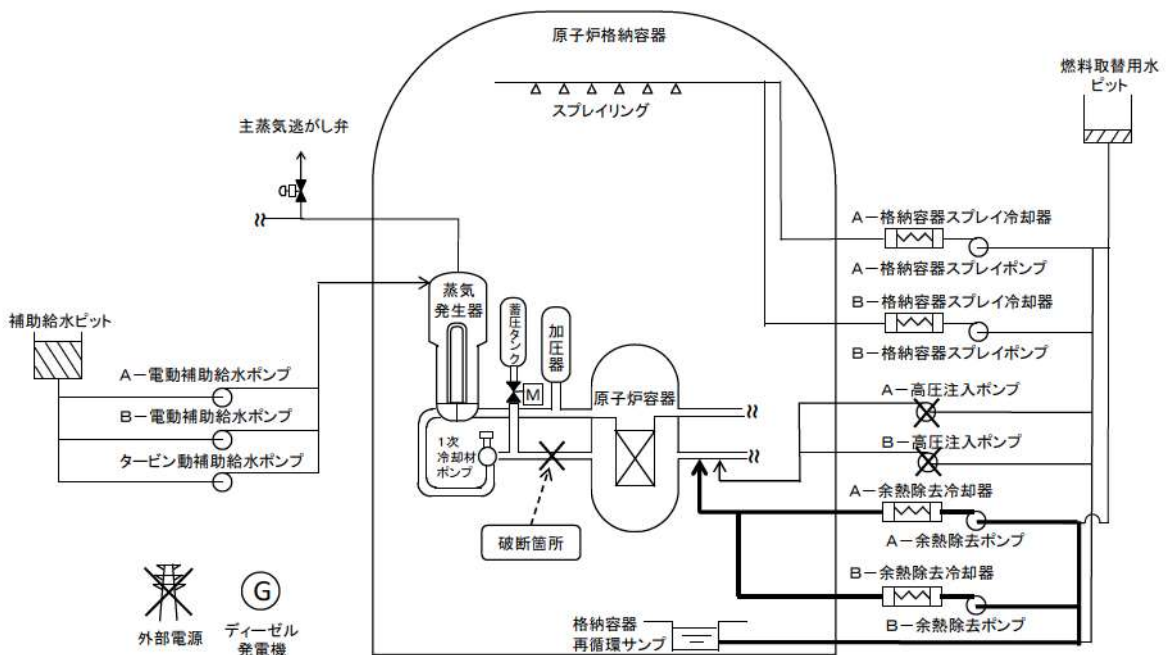 原子炉格納容器
スプレイリング
燃料取替用水
ピット
主蒸気逃がし弁
A-格納容器スプレイ冷却器
A-格納容器スプレイポンプ
B-格納容器スプレイ冷却器
B-格納容器スプレイポンプ
蒸気
発生器
蓄圧タンク
加圧器
M
原子炉容器
補助給水ピット
A-電動補助給水ポンプ
B-電動補助給水ポンプ
タービン動補助給水ポンプ
1次
冷却材
ポンプ
A-高圧注入ポンプ
B-高圧注入ポンプ
A-余熱除去冷却器
A-余熱除去ポンプ
B-余熱除去冷却器
B-余熱除去ポンプ
破断箇所
外部電源
G
ディーゼル
発電機
格納容器
再循環サンプ